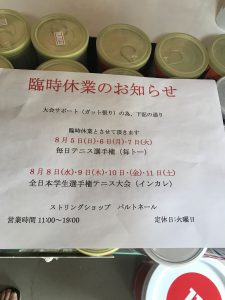 臨時休業のお知らせ
大会サポート(ガット張り)の為、下記の通り
臨時休業とさせて頂きます
8月5日(日)・6日(月)・7日(火)
毎日テニス選手権(毎トー)
8月8日(水)・9日(木)・10日・(金)・11日(土)
全日本学生選手権テニス大会(インカレ)
ストリングショップ パルトネール
営業時間 11:00～19:00 定休日:火曜日